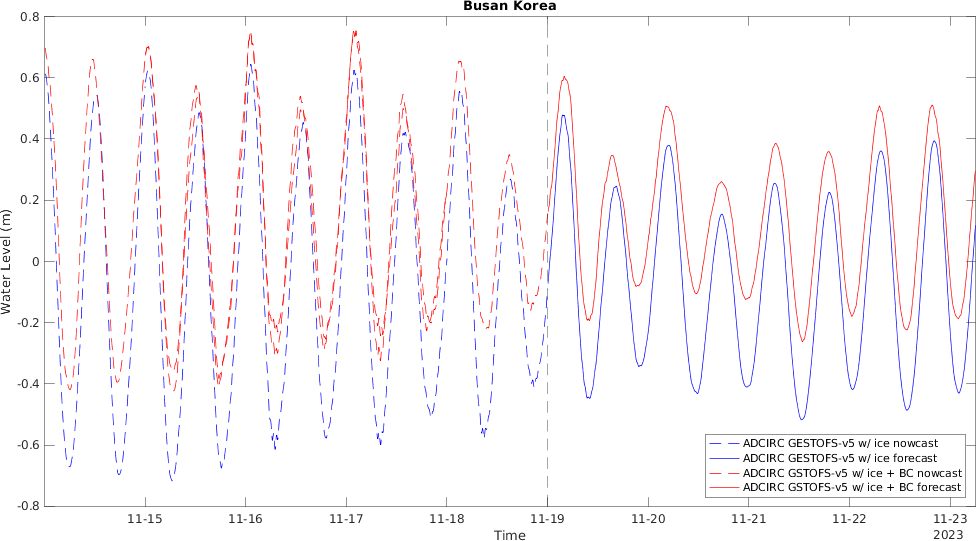 Busan Korea
0.8
0.6
0.4
0.2
0
-0.2
-0.4
-0.6
-0.8
Water Level (m)
ADCIRC GESTOFS-v5 w/ ice nowcast
ADCIRC GESTOFS-v5 w/ ice forecast
ADCIRC GSTOFS-v5 w/ ice + BC nowcast
ADCIRC GSTOFS-v5 w/ ice + BC forecast
11-15 11-16 11-17 11-18 11-19 11-20 11-21 11-22 11-23
Time 2023